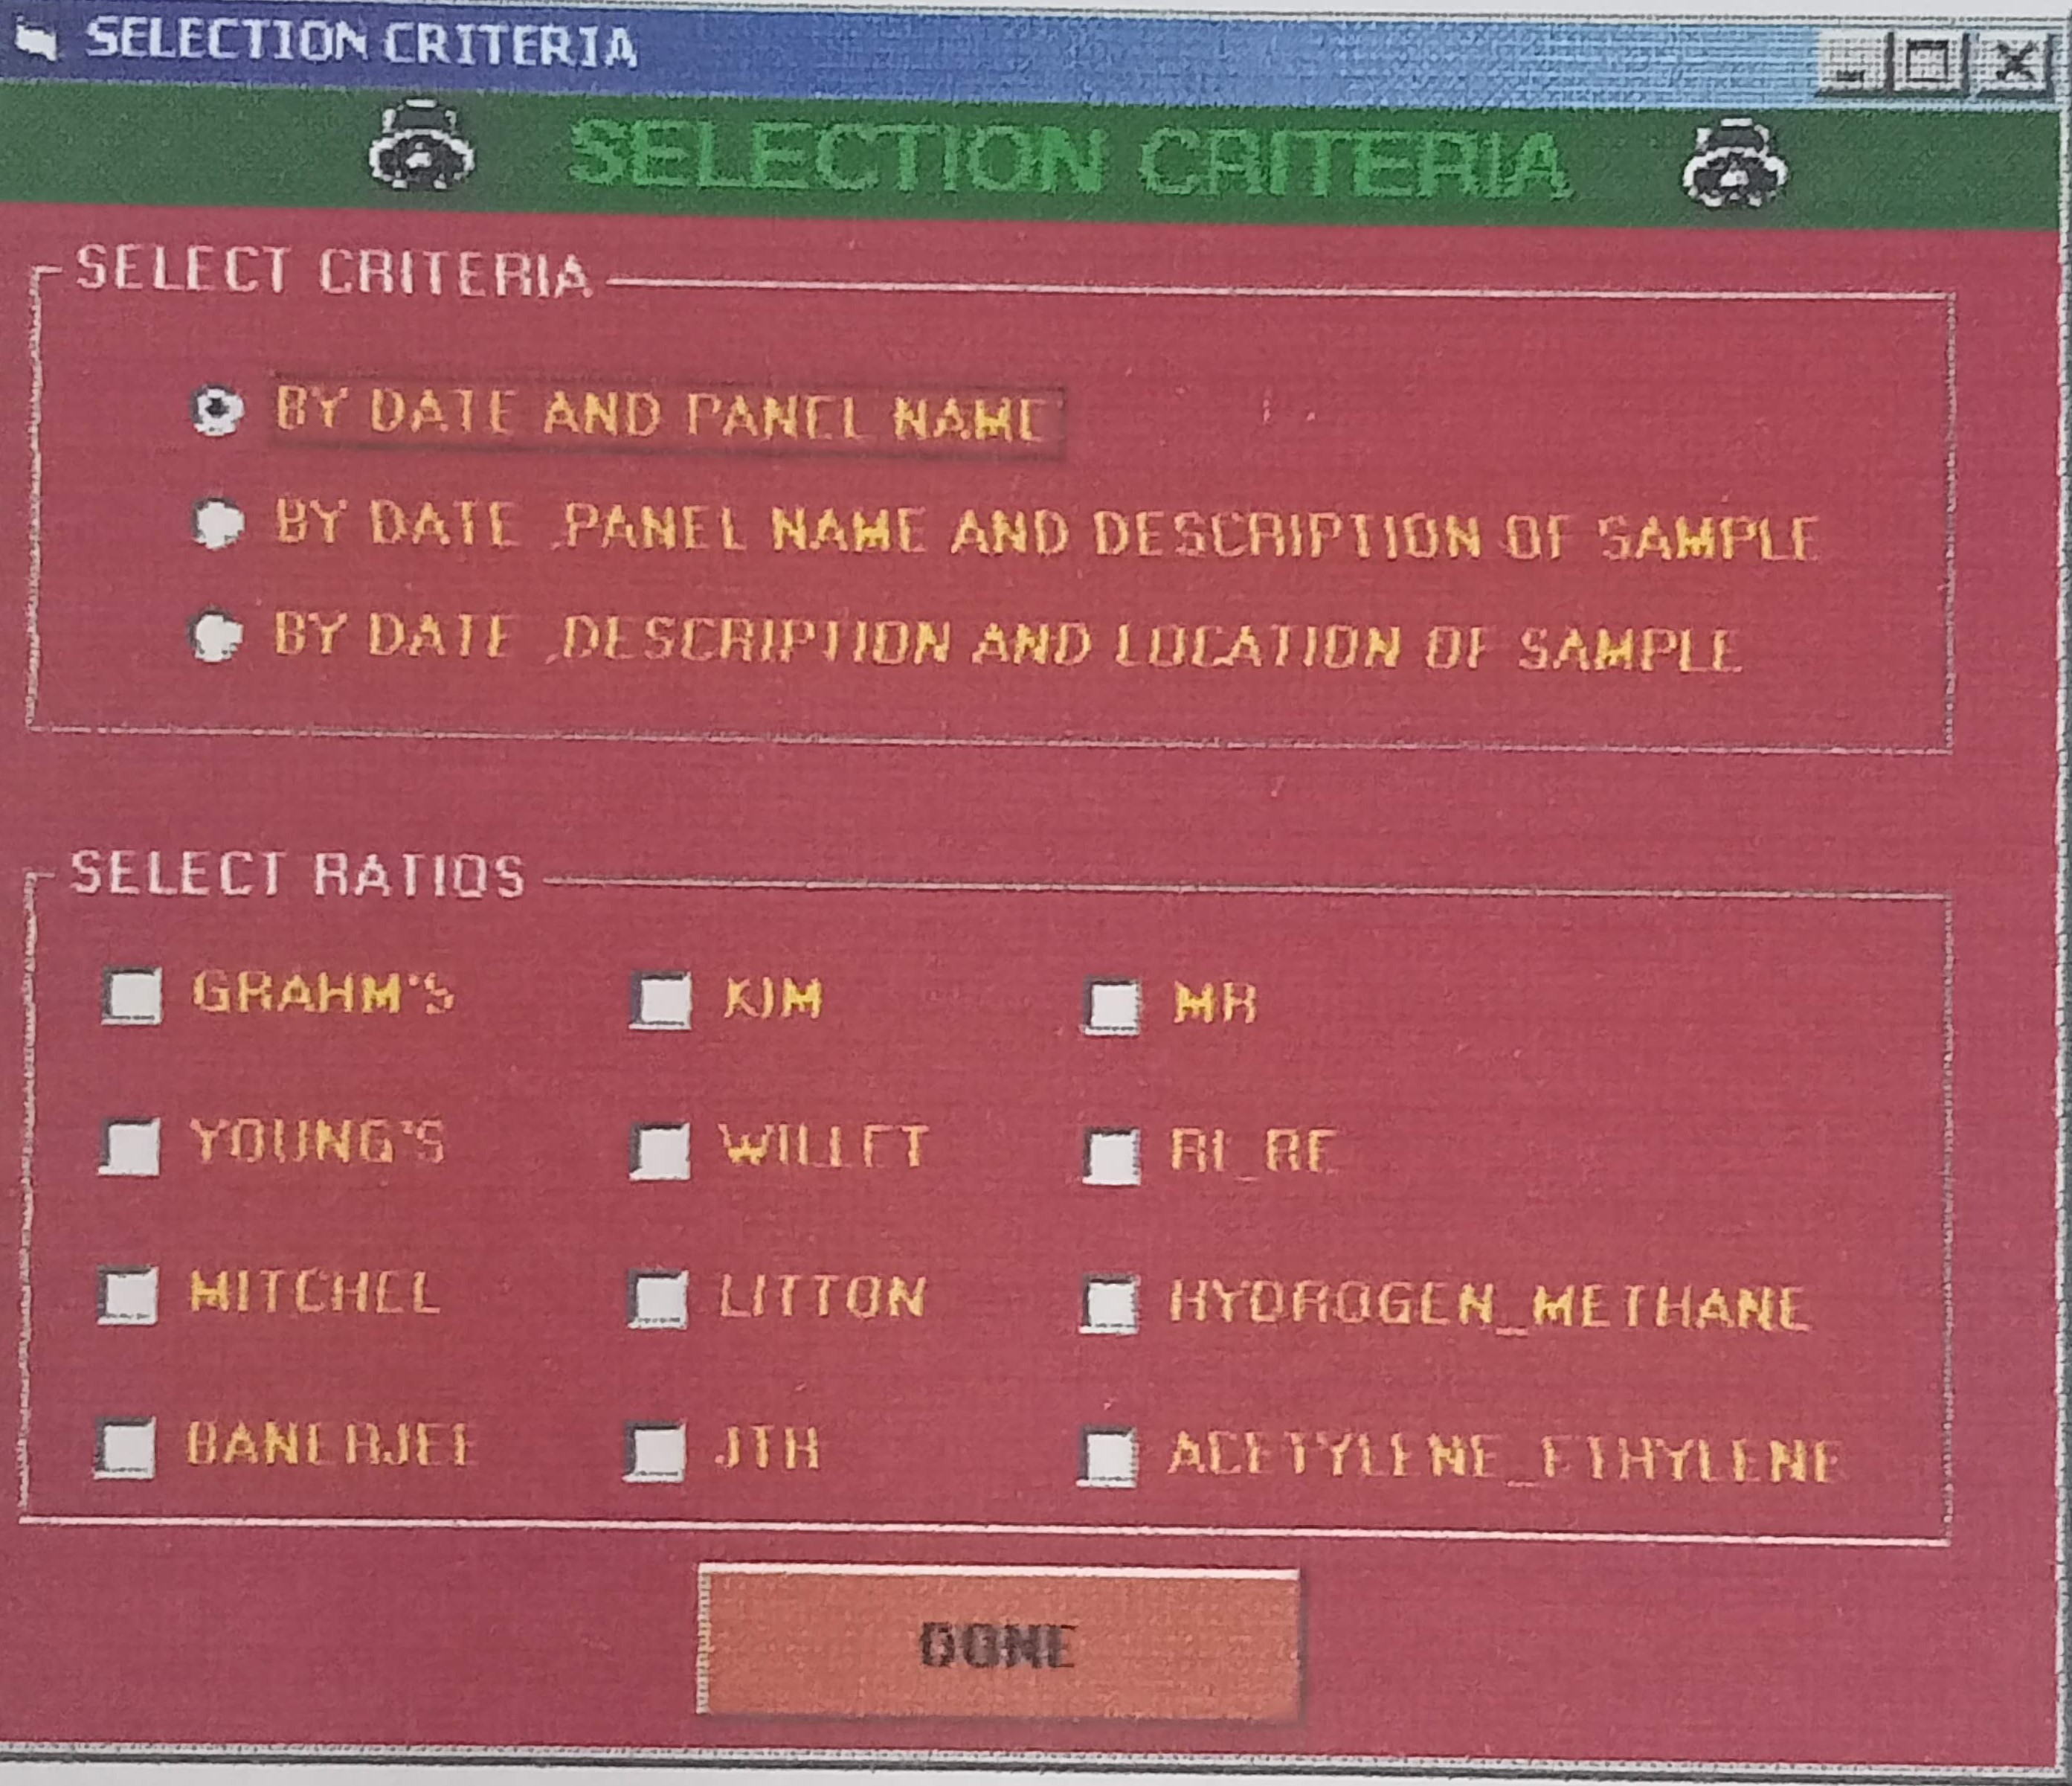 SELECTION CRITERIA
SELECTION CRITERIA
SELECT CRITERIA
BY DATE AND PANEL NAME
BY DATE ,PANEL NAME AND DESCRIPTION OF SAMPLE
BY DATE ,DESCRIPTION AND LOCATION OF SAMPLE
SELECT RATIOS
GRAHM'S KIM MR
YOUNG'S WILLET RI_RE
MITCHEL LITTON HYDROGEN_METHANE
BANERJEE JTR ACETYLENE_ETHYLENE
DONE